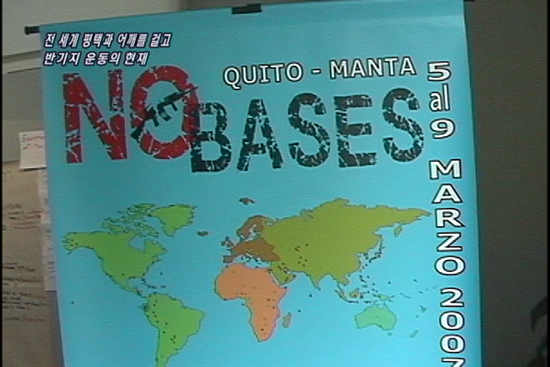 전 세계 평택과 어깨를 걸고
반기지 운동의 현재
QUITO - MANTA
NO BASES
5 al 9 MARZO 2007